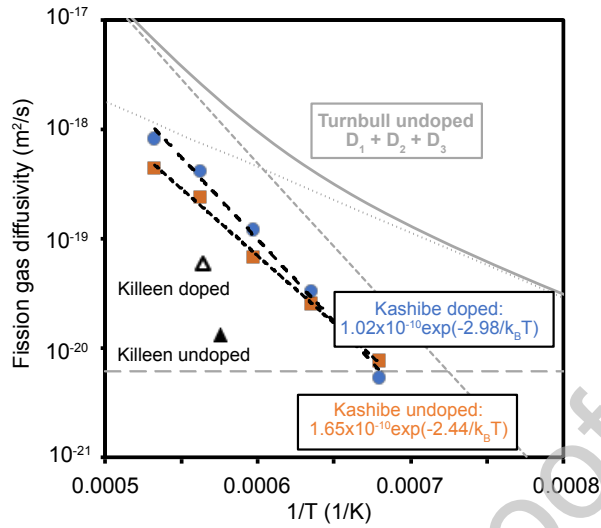 10⁻¹⁷
10⁻¹⁸
10⁻¹⁹
10⁻²⁰
10⁻²¹
Fission gas diffusivity (m²/s)
Turnbull undoped
D₁ + D₂ + D₃
Killeen doped
Killeen undoped
Kashibe doped:
1.02x10⁻¹⁰exp(-2.98/k_BT)
Kashibe undoped:
1.65x10⁻¹⁰exp(-2.44/k_BT)
0.0005
0.0006
0.0007
0.0008
1/T (1/K)